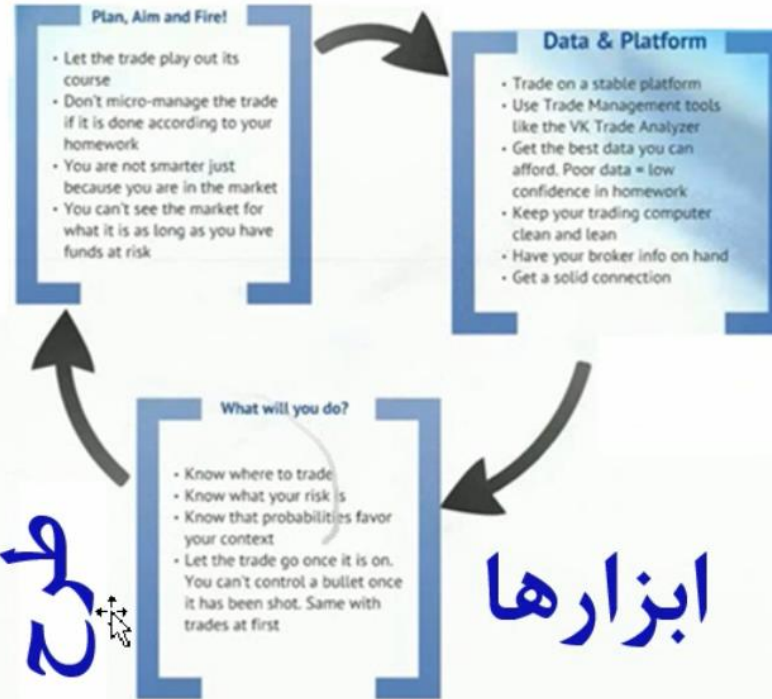 Plan, Aim and Fire!
• Let the trade play out its
course
• Don't micro-manage the trade
if it is done according to your
homework
• You are not smarter just
because you are in the market
• You can't see the market for
what it is as long as you have
funds at risk
Data & Platform
• Trade on a stable platform
• Use Trade Management tools
like the VK Trade Analyzer
• Get the best data you can
afford. Poor data = low
confidence in homework
• Keep your trading computer
clean and lean
• Have your broker info on hand
• Get a solid connection
What will you do?
• Know where to trade
• Know what your risk is
• Know that probabilities favor
your context
• Let the trade go once it is on.
You can't control a bullet once
it has been shot. Same with
trades at first
طرح
ابزارها